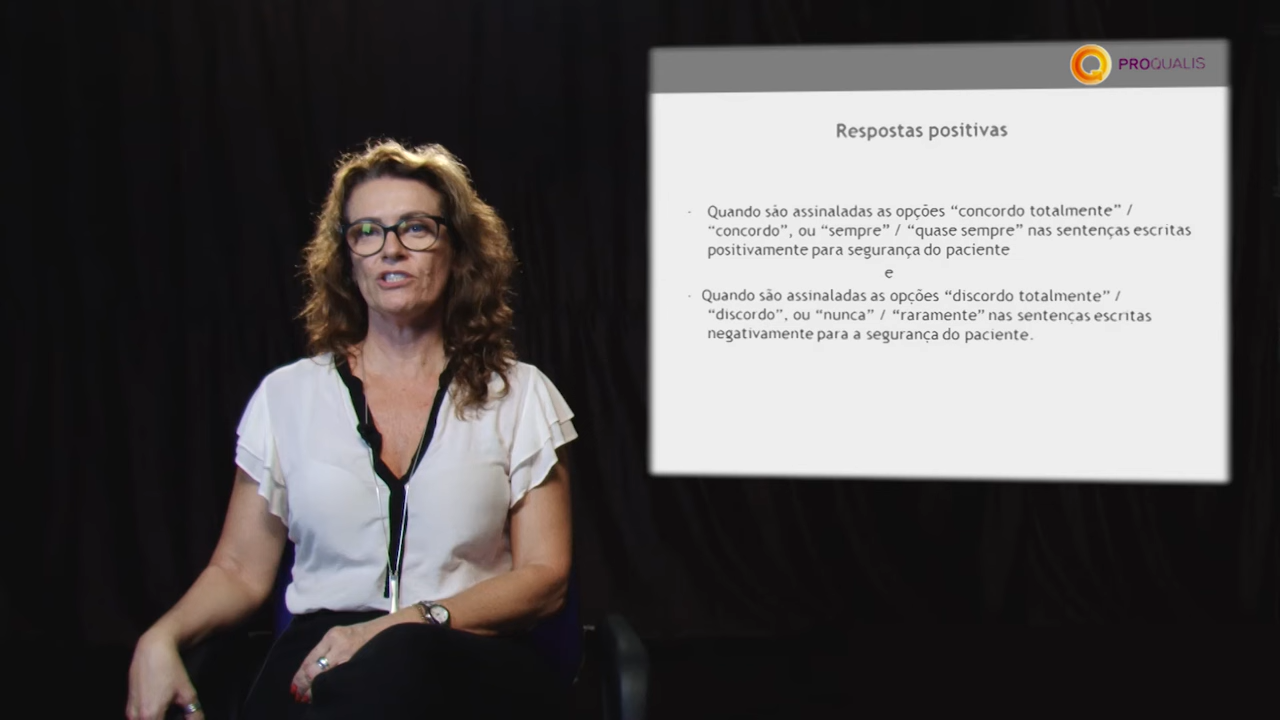 PROQUALIS
Respostas positivas
· Quando são assinaladas as opções “concordo totalmente” /
“concordo”, ou “sempre” / “quase sempre” nas sentenças escritas
positivamente para segurança do paciente
e
· Quando são assinaladas as opções “discordo totalmente” /
“discordo”, ou “nunca” / “raramente” nas sentenças escritas
negativamente para a segurança do paciente.